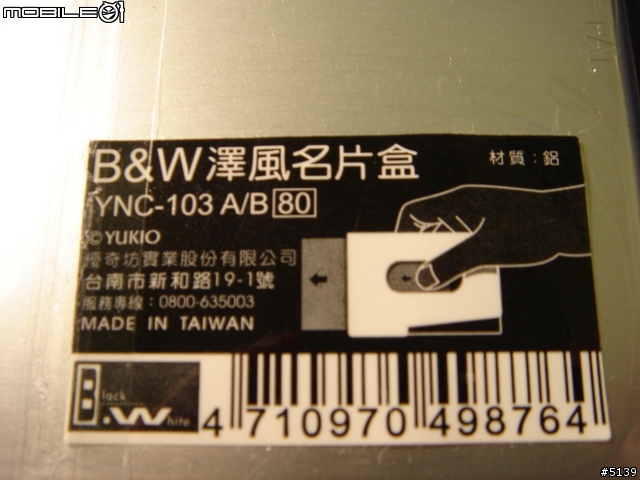 MOBILE01
B&W澤風名片盒
材質：鋁
YNC-103 A/B 80
©YUKIO
優奇坊實業股份有限公司
台南市新和路19-1號
服務專線：0800-635003
MADE IN TAIWAN
Black
&White
4 710970 498764
#5139